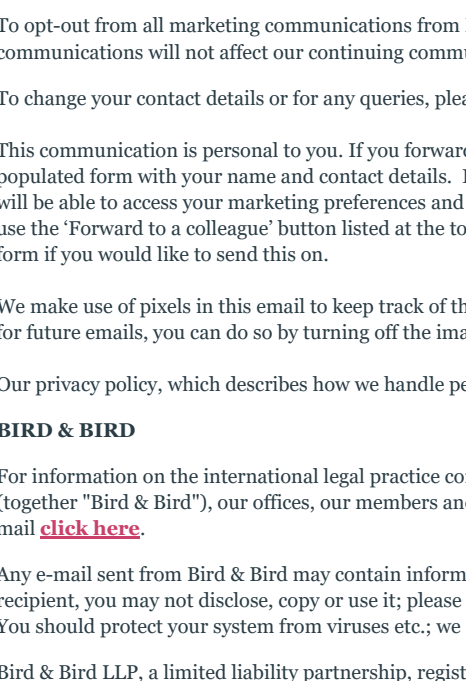 To opt-out from all marketing communications from
communications will not affect our continuing commu
To change your contact details or for any queries, plea
This communication is personal to you. If you forward
populated form with your name and contact details.
will be able to access your marketing preferences and
use the ‘Forward to a colleague’ button listed at the to
form if you would like to send this on.
We make use of pixels in this email to keep track of th
for future emails, you can do so by turning off the ima
Our privacy policy, which describes how we handle pe
BIRD & BIRD
For information on the international legal practice co
(together "Bird & Bird"), our offices, our members and
mail click here.
Any e-mail sent from Bird & Bird may contain inform
recipient, you may not disclose, copy or use it; please
You should protect your system from viruses etc.; we
Bird & Bird LLP, a limited liability partnership, regist